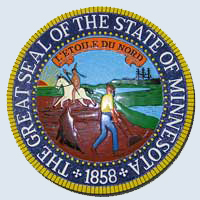 THE GREAT SEAL OF THE STATE OF MINNESOTA
L'ETOILE DU NORD
1858